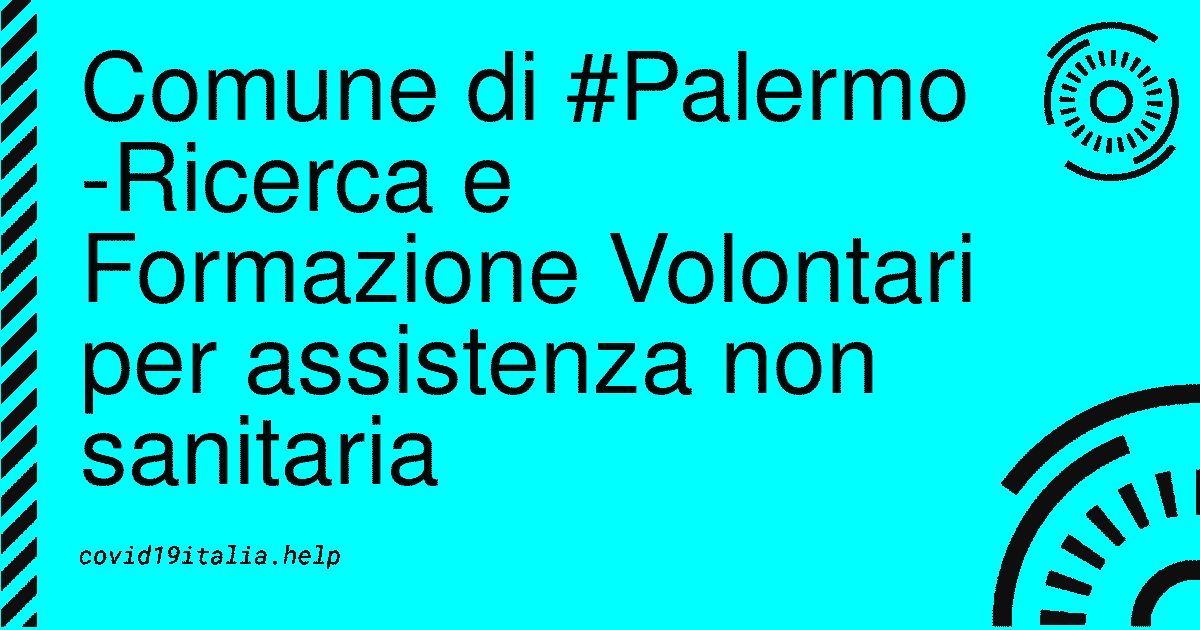 Comune di #Palermo
-Ricerca e
Formazione Volontari
per assistenza non
sanitaria
covid19italia.help